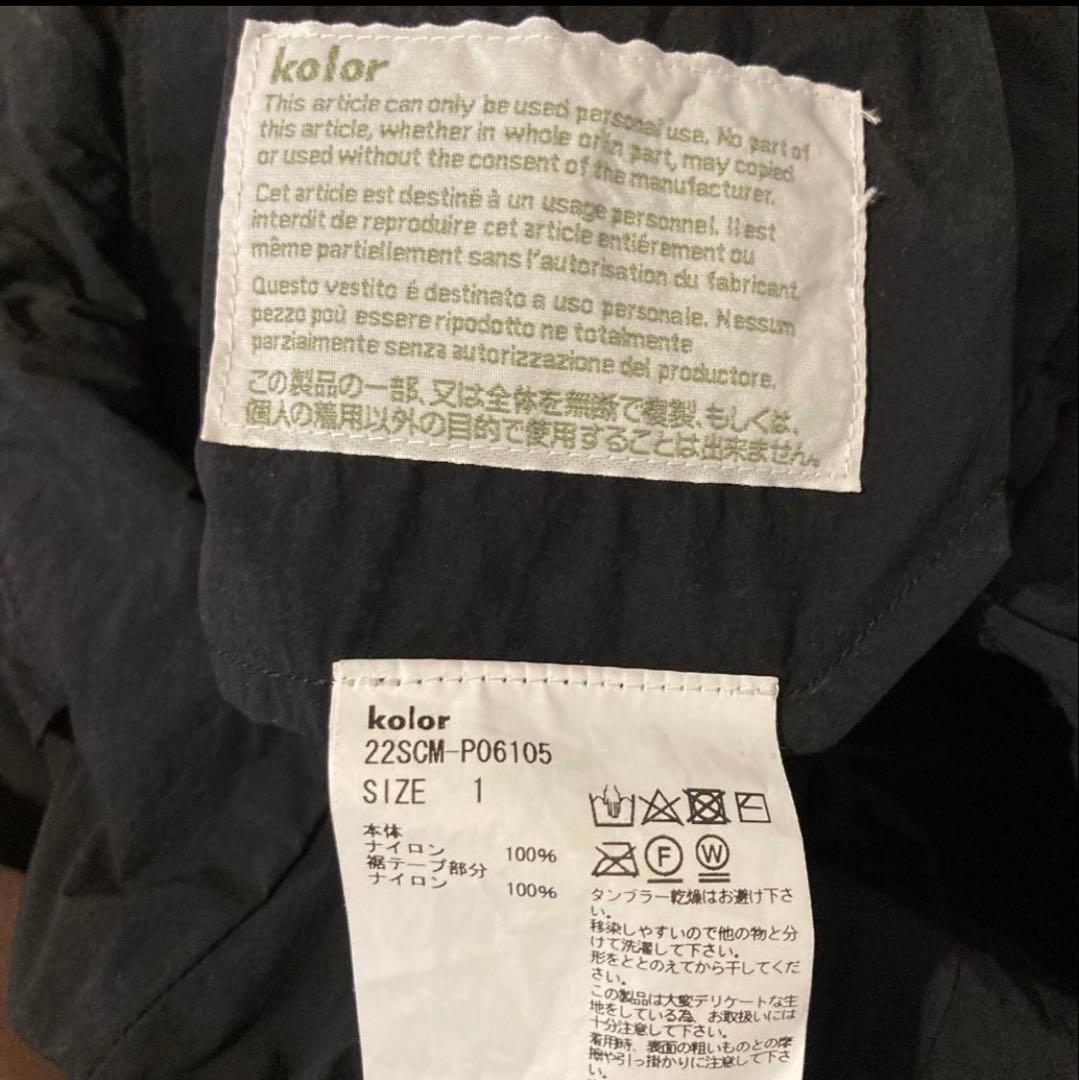 kolor
This article can only be used personal use. No part of
this article, whether in whole or in part, may copied
or used without the consent of the manufacturer.
Cet article est destiné à un usage personnel. Il est
interdit de reproduire cet article entiérement ou
même partiellement sans l'autorisation du fabricant.
Questo vestito é destinato a uso personale. Nessum
pezzo poù essere ripodotto ne totalmente
parziaimente senza autorizzazione del productore.
この製品の一部、又は全体を無断で複製、もしくは、
個人の着用以外の目的で使用することは出来ません。
kolor
22SCM-P06105
SIZE 1
本体
ナイロン 100%
裾テープ部分
ナイロン 100%
F W
タンブラー乾燥はお避け下さ
い。
移染しやすいので他の物と分
けて洗濯して下さい。
形をととのえてから干してくだ
さい。
この製品は大変デリケートな生
地をしている為、お取扱いには
十分注意して下さい。
着用時、表面の粗いものとの摩
擦や引っ掛かりに注意して下さ
い。